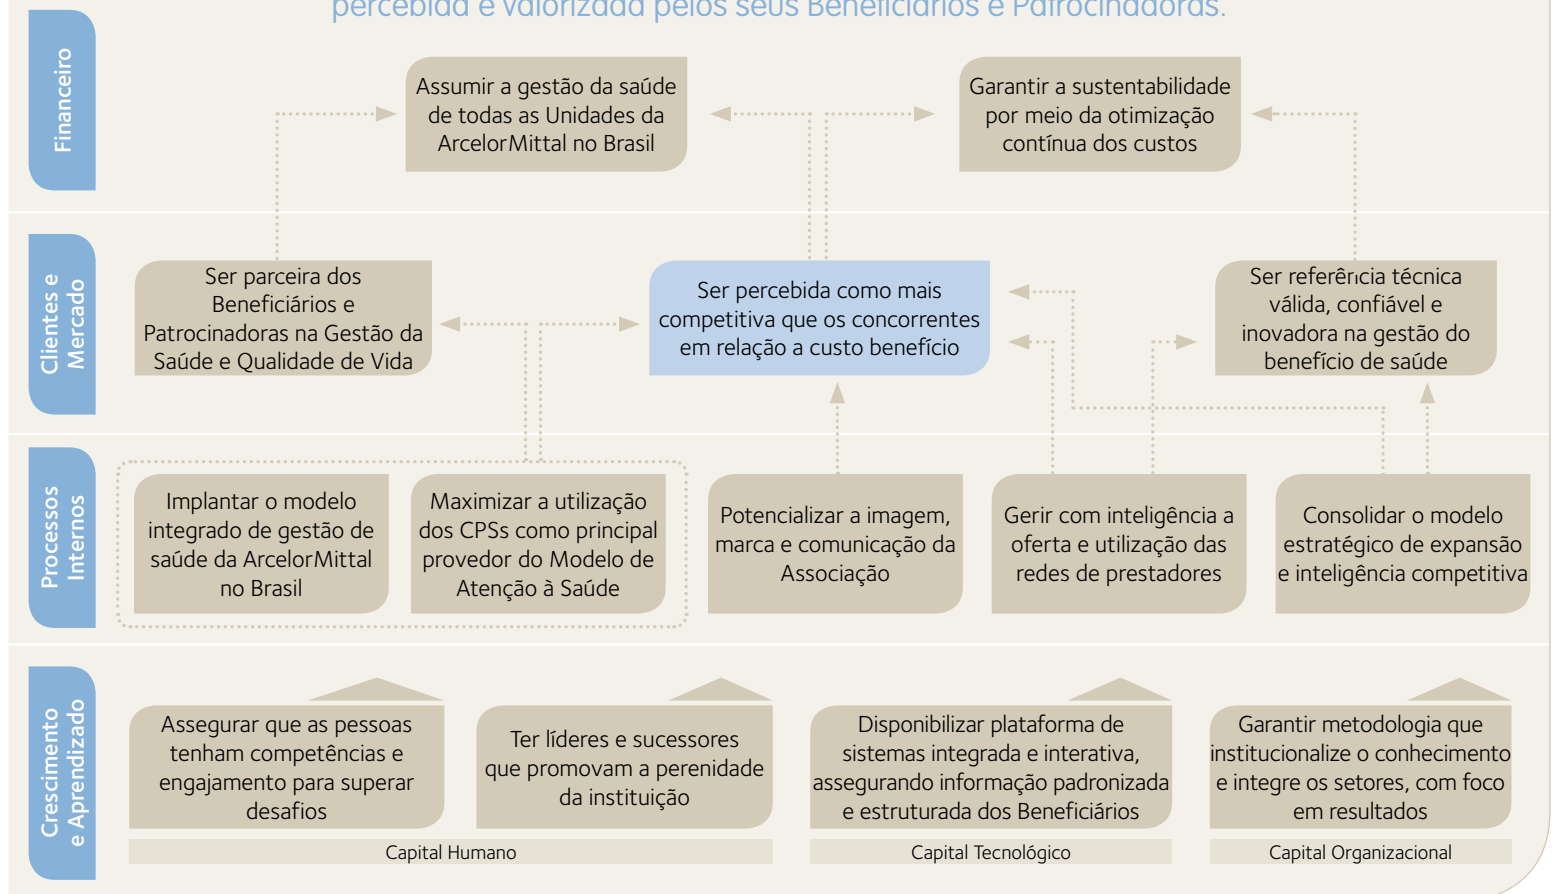 percebida e valorizada pelos seus Beneficiários e Patrocinadoras.
Financeiro
Assumir a gestão da saúde
de todas as Unidades da
ArcelorMittal no Brasil
Garantir a sustentabilidade
por meio da otimização
contínua dos custos
Clientes e
Mercado
Ser parceira dos
Beneficiários e
Patrocinadoras na Gestão da
Saúde e Qualidade de Vida
Ser percebida como mais
competitiva que os concorrentes
em relação a custo benefício
Ser referência técnica
válida, confiável e
inovadora na gestão do
benefício de saúde
Processos
Internos
Implantar o modelo
integrado de gestão de
saúde da ArcelorMittal
no Brasil
Maximizar a utilização
dos CPSs como principal
provedor do Modelo de
Atenção à Saúde
Potencializar a imagem,
marca e comunicação da
Associação
Gerir com inteligência a
oferta e utilização das
redes de prestadores
Consolidar o modelo
estratégico de expansão
e inteligência competitiva
Crescimento
e Aprendizado
Assegurar que as pessoas
tenham competências e
engajamento para superar
desafios
Ter líderes e sucessores
que promovam a perenidade
da instituição
Disponibilizar plataforma de
sistemas integrada e interativa,
assegurando informação padronizada
e estruturada dos Beneficiários
Garantir metodologia que
institucionalize o conhecimento
e integre os setores, com foco
em resultados
Capital Humano
Capital Tecnológico
Capital Organizacional